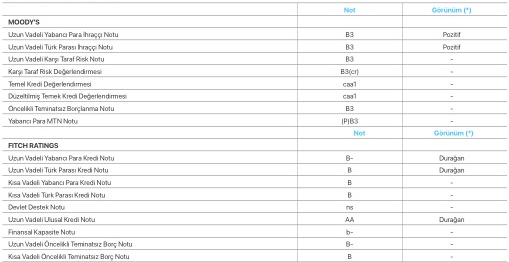 Not Görünüm (*)
MOODY'S
Uzun Vadeli Yabancı Para İhraççı Notu B3 Pozitif
Uzun Vadeli Türk Parası İhraççı Notu B3 Pozitif
Uzun Vadeli Karşı Taraf Risk Notu B3 -
Karşı Taraf Risk Değerlendirmesi B3(cr) -
Temel Kredi Değerlendirmesi caa1 -
Düzeltilmiş Temek Kredi Değerlendirmesi caa1 -
Öncelikli Teminatsız Borçlanma Notu B3 -
Yabancı Para MTN Notu (P)B3 -
Not Görünüm (*)
FITCH RATINGS
Uzun Vadeli Yabancı Para Kredi Notu B- Durağan
Uzun Vadeli Türk Parası Kredi Notu B Durağan
Kısa Vadeli Yabancı Para Kredi Notu B -
Kısa Vadeli Türk Parası Kredi Notu B -
Devlet Destek Notu ns -
Uzun Vadeli Ulusal Kredi Notu AA Durağan
Finansal Kapasite Notu b- -
Uzun Vadeli Öncelikli Teminatsız Borç Notu B- -
Kısa Vadeli Öncelikli Teminatsız Borç Notu B -